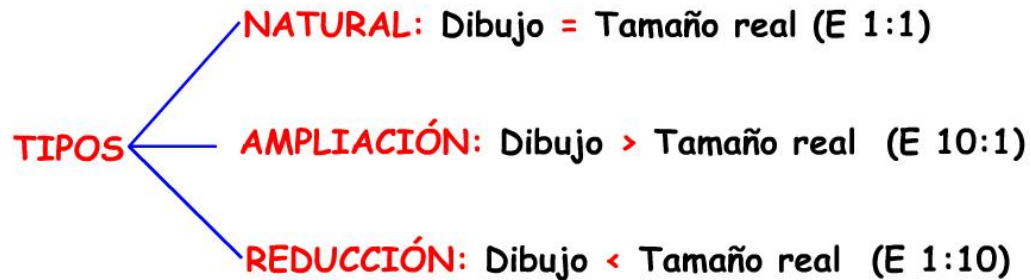 NATURAL: Dibujo = Tamaño real (E 1:1)
TIPOS
AMPLIACIÓN: Dibujo > Tamaño real (E 10:1)
REDUCCIÓN: Dibujo < Tamaño real (E 1:10)